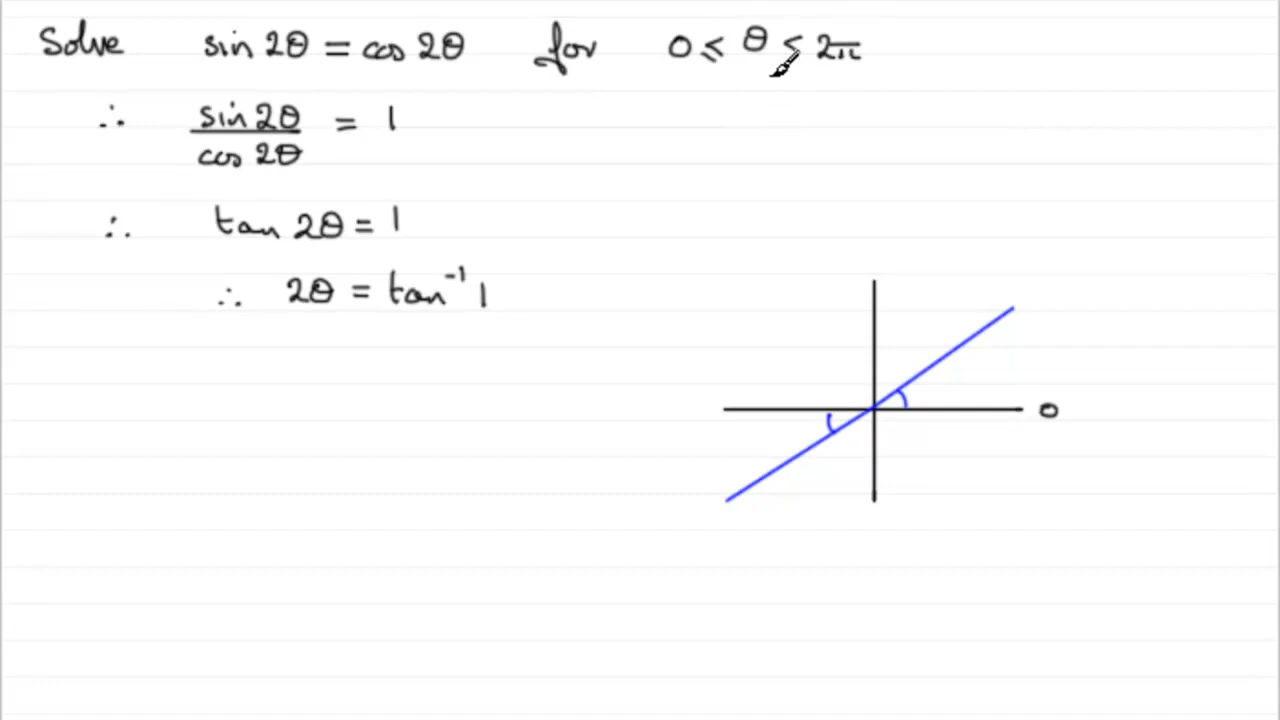 Solve sin 2θ = cos 2θ for 0 ≤ θ ≤ 2π
∴ sin 2θ / cos 2θ = 1
∴ tan 2θ = 1
∴ 2θ = tan⁻¹ 1
0